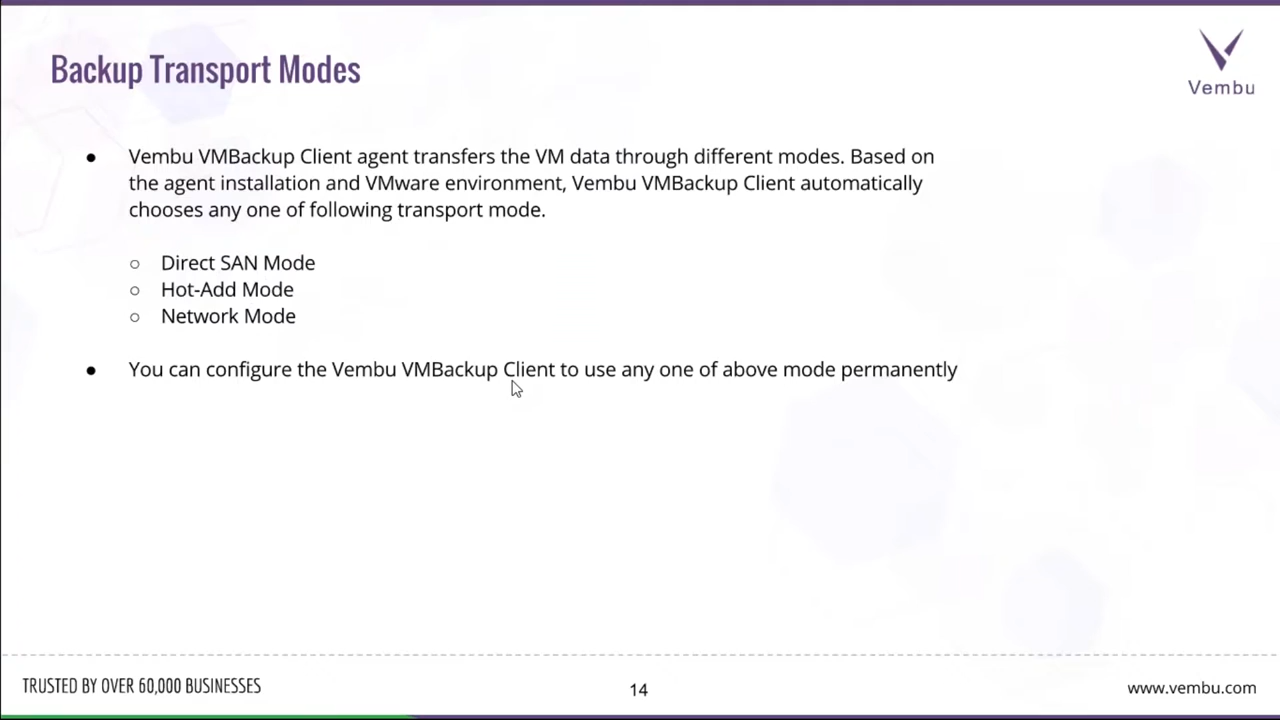 Backup Transport Modes
Vembu
● Vembu VMBackup Client agent transfers the VM data through different modes. Based on
the agent installation and VMware environment, Vembu VMBackup Client automatically
chooses any one of following transport mode.
○ Direct SAN Mode
○ Hot-Add Mode
○ Network Mode
● You can configure the Vembu VMBackup Client to use any one of above mode permanently
TRUSTED BY OVER 60,000 BUSINESSES
14
www.vembu.com